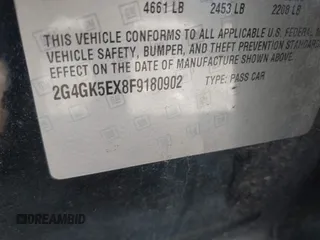 4661 LB 2453 LB 2208 LB
THIS VEHICLE CONFORMS TO ALL APPLICABLE U.S. FEDERAL
VEHICLE SAFETY, BUMPER, AND THEFT PREVENTION STANDARDS
EFFECT ON THE DATE OF MANUFACTURE SHOWN ABOVE.
2G4GK5EX8F9180902 TYPE: PASS CAR
DREAMBID